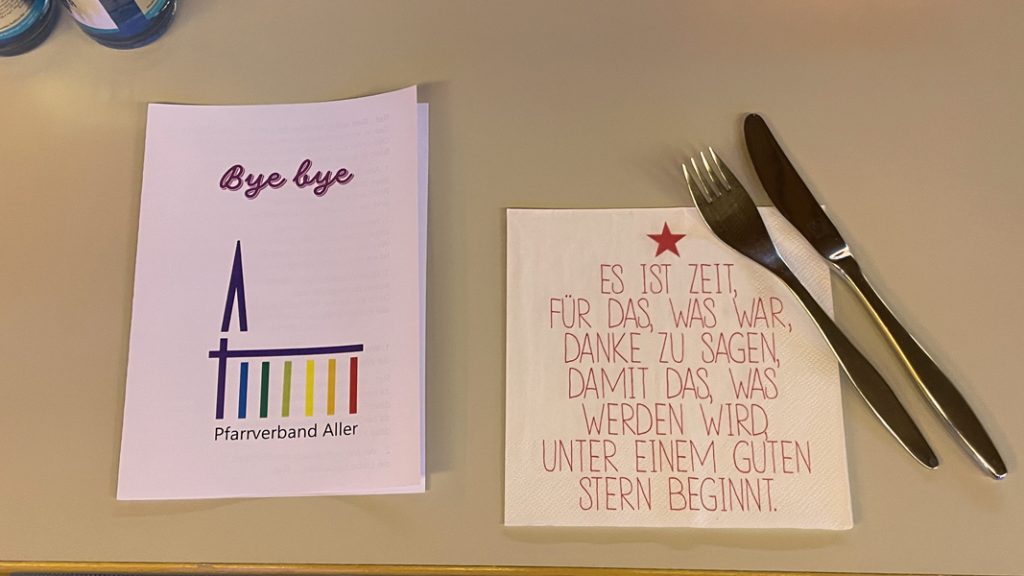 Bye bye
Pfarrverband Aller
ES IST ZEIT,
FÜR DAS, WAS WAR,
DANKE ZU SAGEN,
DAMIT DAS, WAS
WERDEN WIRD,
UNTER EINEM GUTEN
STERN BEGINNT.